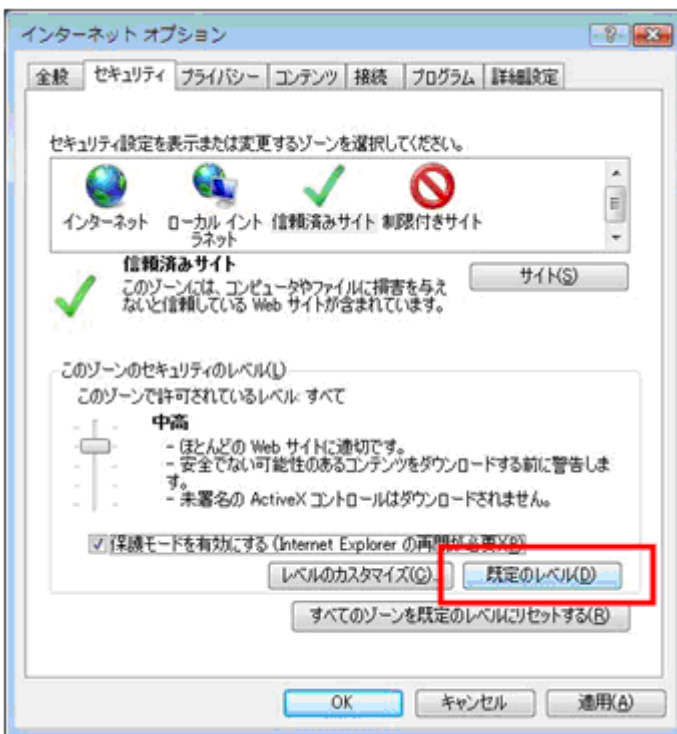 インターネット オプション
全般 セキュリティ プライバシー コンテンツ 接続 プログラム 詳細設定
セキュリティ設定を表示または変更するゾーンを選択してください。
インターネット
ローカル イント
ラネット
信頼済みサイト
制限付きサイト
信頼済みサイト
このゾーンには、コンピュータやファイルに損害を与え
ないと信頼している Web サイトが含まれています。
サイト(S)
このゾーンのセキュリティのレベル(L)
このゾーンで許可されているレベル: すべて
中高
- ほとんどの Web サイトに適切です。
- 安全でない可能性のあるコンテンツをダウンロードする前に警告しま
す。
- 未署名の ActiveX コントロールはダウンロードされません。
保護モードを有効にする (Internet Explorer の再開が必要)(P)
レベルのカスタマイズ(C)...
既定のレベル(D)
すべてのゾーンを既定のレベルにリセットする(R)
OK キャンセル 適用(A)